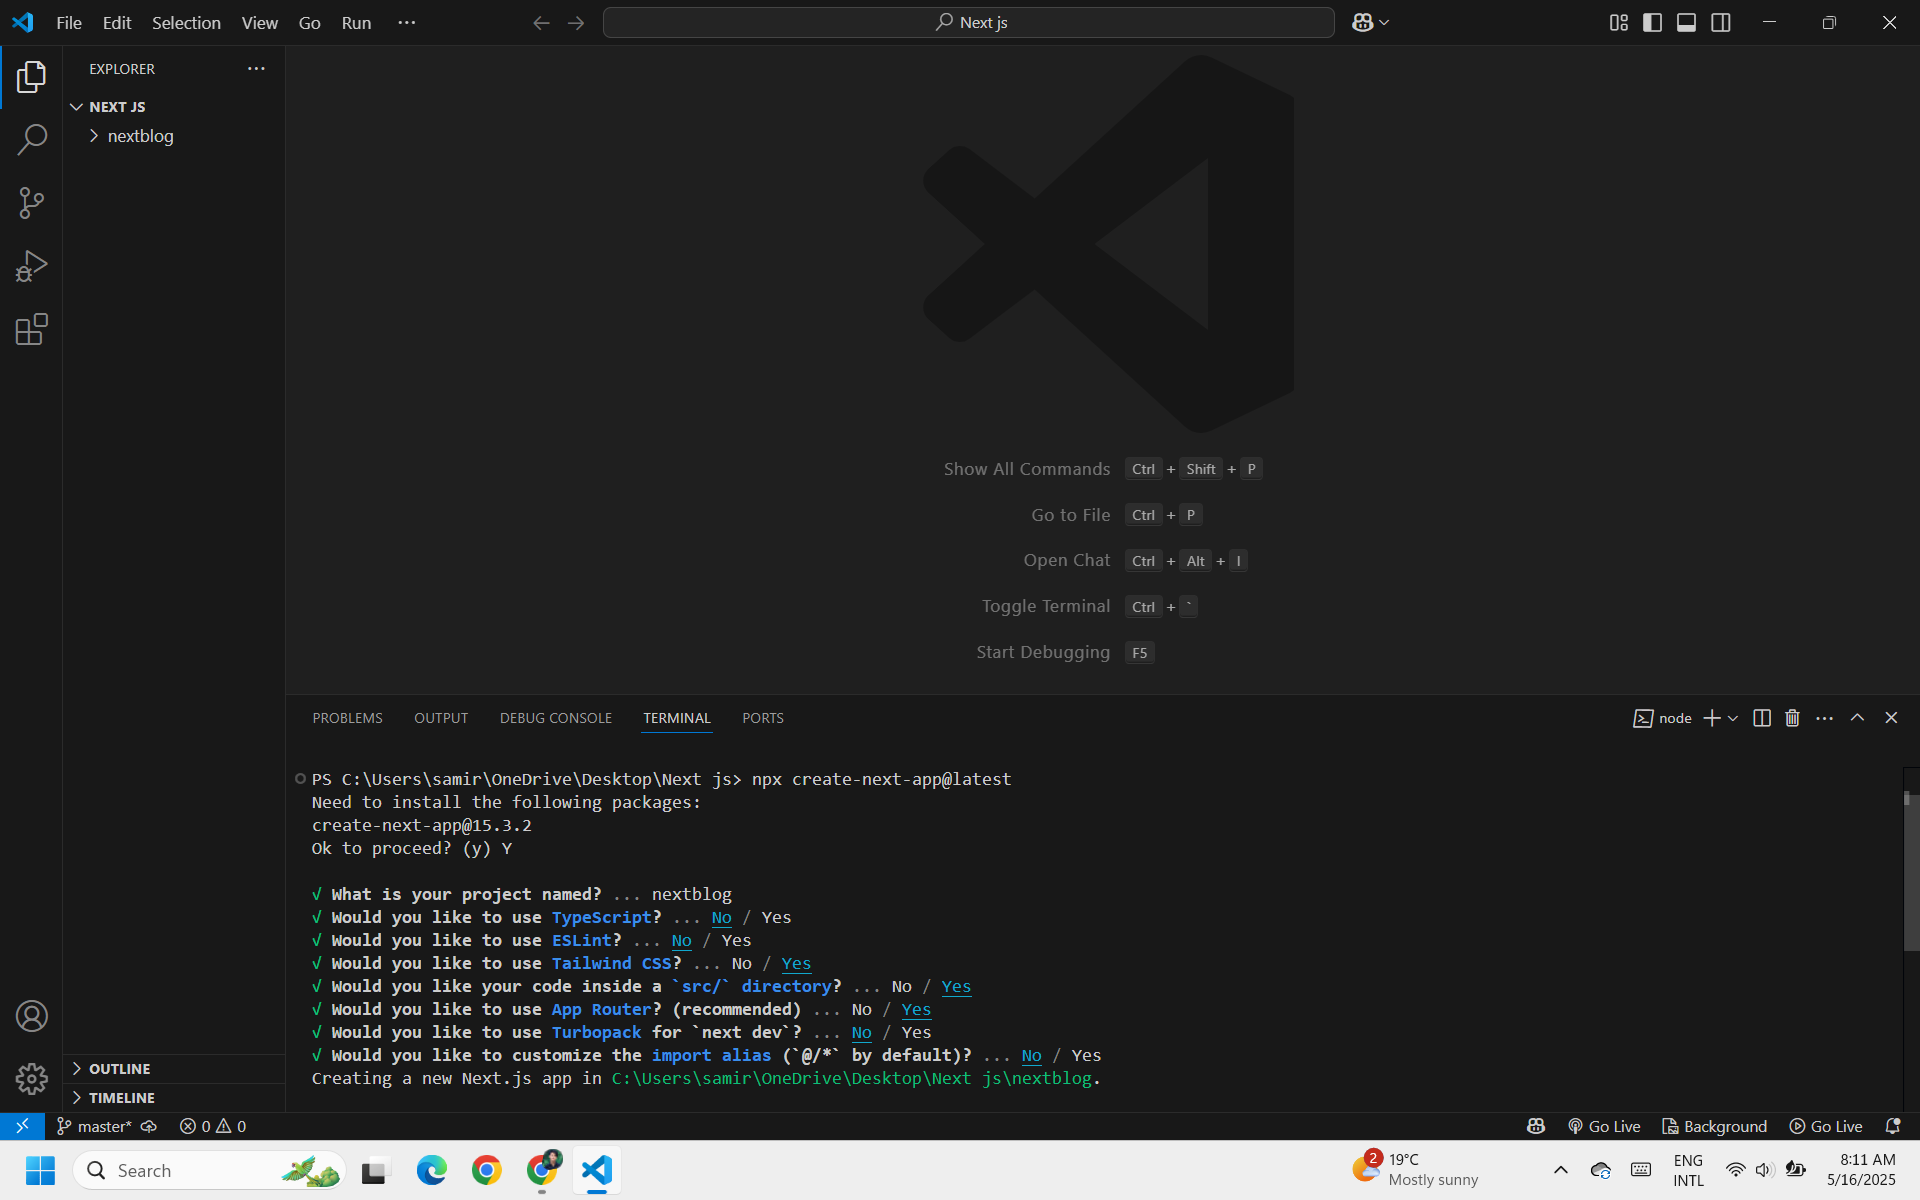 File Edit Selection View Go Run ···
Next js
EXPLORER ···
NEXT JS
nextblog
Show All Commands Ctrl + Shift + P
Go to File Ctrl + P
Open Chat Ctrl + Alt + I
Toggle Terminal Ctrl + `
Start Debugging F5
PROBLEMS OUTPUT DEBUG CONSOLE TERMINAL PORTS
node
PS C:\Users\samir\OneDrive\Desktop\Next js> npx create-next-app@latest
Need to install the following packages:
create-next-app@15.3.2
Ok to proceed? (y) Y
√ What is your project named? ... nextblog
√ Would you like to use TypeScript? ... No / Yes
√ Would you like to use ESLint? ... No / Yes
√ Would you like to use Tailwind CSS? ... No / Yes
√ Would you like your code inside a `src/` directory? ... No / Yes
√ Would you like to use App Router? (recommended) ... No / Yes
√ Would you like to use Turbopack for `next dev`? ... No / Yes
√ Would you like to customize the import alias (`@/*` by default)? ... No / Yes
Creating a new Next.js app in C:\Users\samir\OneDrive\Desktop\Next js\nextblog.
OUTLINE
TIMELINE
master* 0 0
Go Live Background Go Live
Search
2
19°C
Mostly sunny
ENG
INTL
8:11 AM
5/16/2025